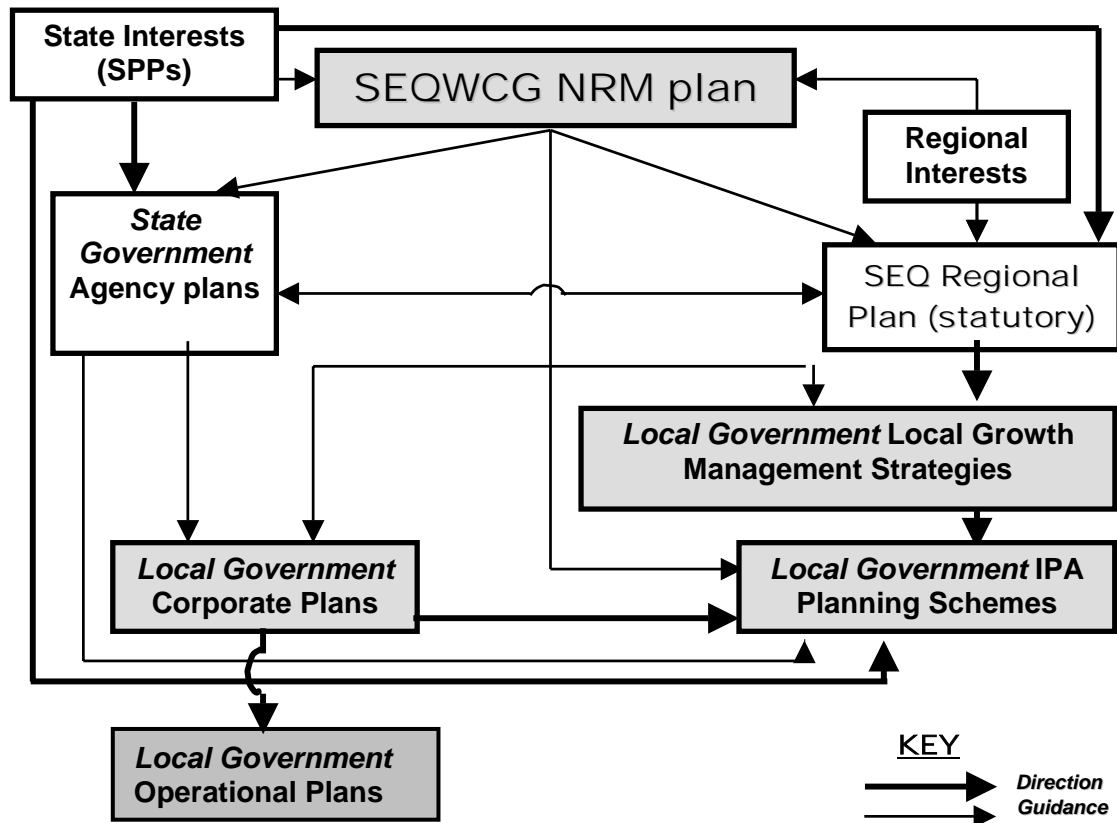 State Interests
(SPPs)
SEQWCG NRM plan
Regional
Interests
State
Government
Agency plans
SEQ Regional
Plan (statutory)
Local Government Local Growth
Management Strategies
Local Government
Corporate Plans
Local Government IPA
Planning Schemes
Local Government
Operational Plans
KEY
Direction
Guidance